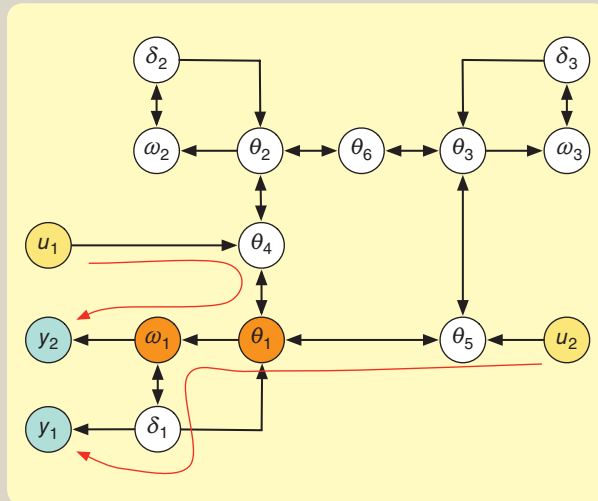 δ₂ δ₃
ω₂ θ₂ θ₆ θ₃ ω₃
u₁ θ₄
y₂ ω₁ θ₁ θ₅ u₂
y₁ δ₁